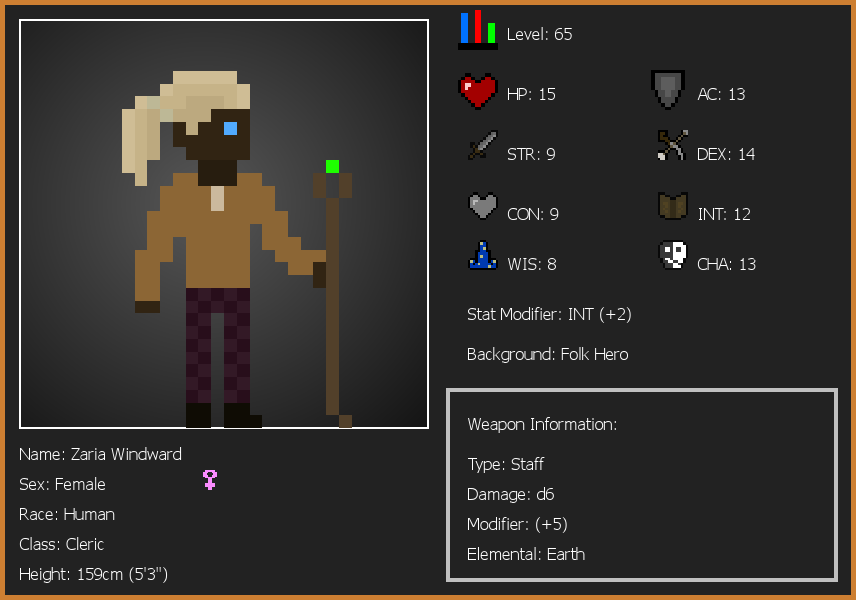 Level: 65
HP: 15
AC: 13
STR: 9
DEX: 14
CON: 9
INT: 12
WIS: 8
CHA: 13
Stat Modifier: INT (+2)
Background: Folk Hero
Weapon Information:
Type: Staff
Damage: d6
Modifier: (+5)
Elemental: Earth
Name: Zaria Windward
Sex: Female
Race: Human
Class: Cleric
Height: 159cm (5'3")